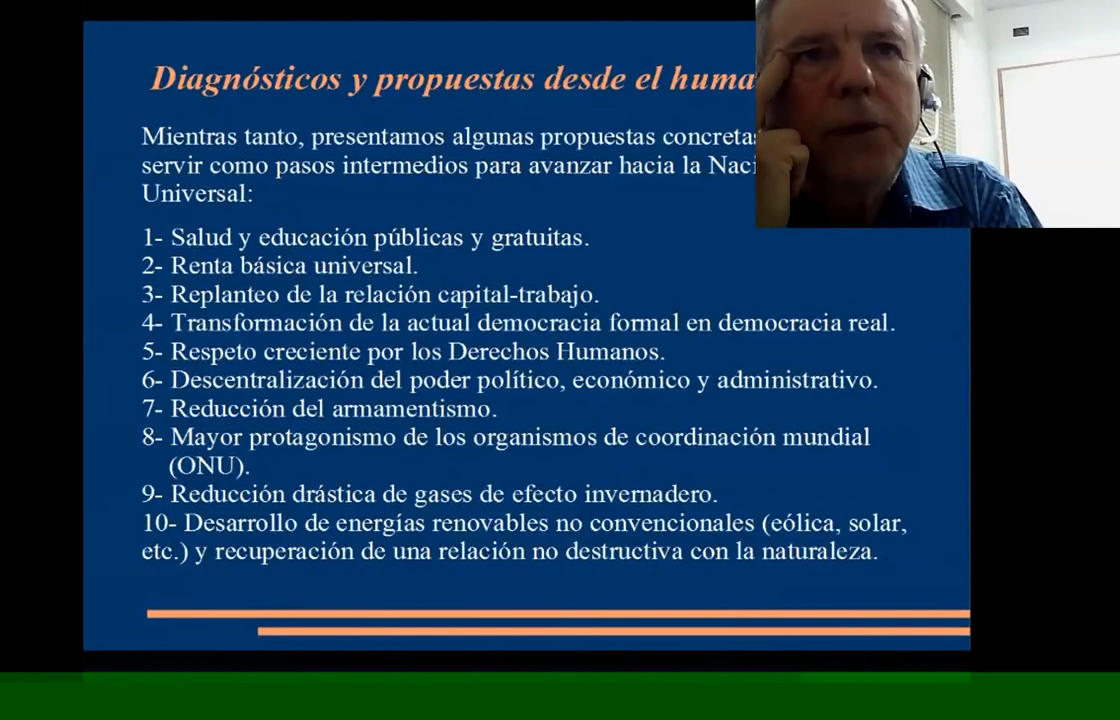 Diagnósticos y propuestas desde el huma
Mientras tanto, presentamos algunas propuestas concretas
servir como pasos intermedios para avanzar hacia la Naci
Universal:
1- Salud y educación públicas y gratuitas.
2- Renta básica universal.
3- Replanteo de la relación capital-trabajo.
4- Transformación de la actual democracia formal en democracia real.
5- Respeto creciente por los Derechos Humanos.
6- Descentralización del poder político, económico y administrativo.
7- Reducción del armamentismo.
8- Mayor protagonismo de los organismos de coordinación mundial
(ONU).
9- Reducción drástica de gases de efecto invernadero.
10- Desarrollo de energías renovables no convencionales (eólica, solar,
etc.) y recuperación de una relación no destructiva con la naturaleza.